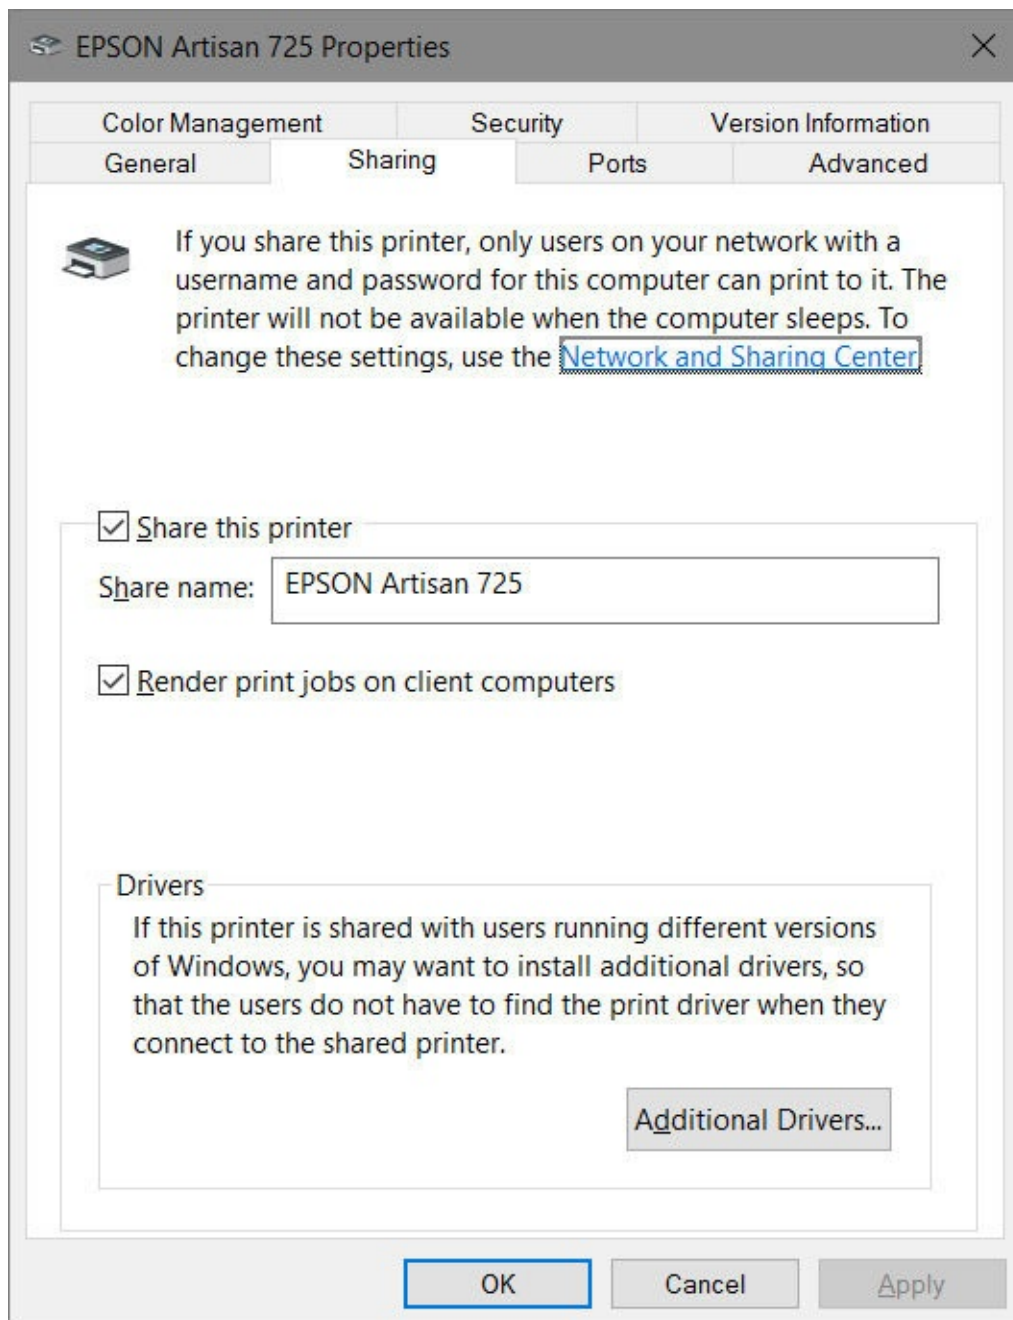 EPSON Artisan 725 Properties
Color Management Security Version Information
General Sharing Ports Advanced
If you share this printer, only users on your network with a
username and password for this computer can print to it. The
printer will not be available when the computer sleeps. To
change these settings, use the Network and Sharing Center.
Share this printer
Share name: EPSON Artisan 725
Render print jobs on client computers
Drivers
If this printer is shared with users running different versions
of Windows, you may want to install additional drivers, so
that the users do not have to find the print driver when they
connect to the shared printer.
Additional Drivers...
OK Cancel Apply